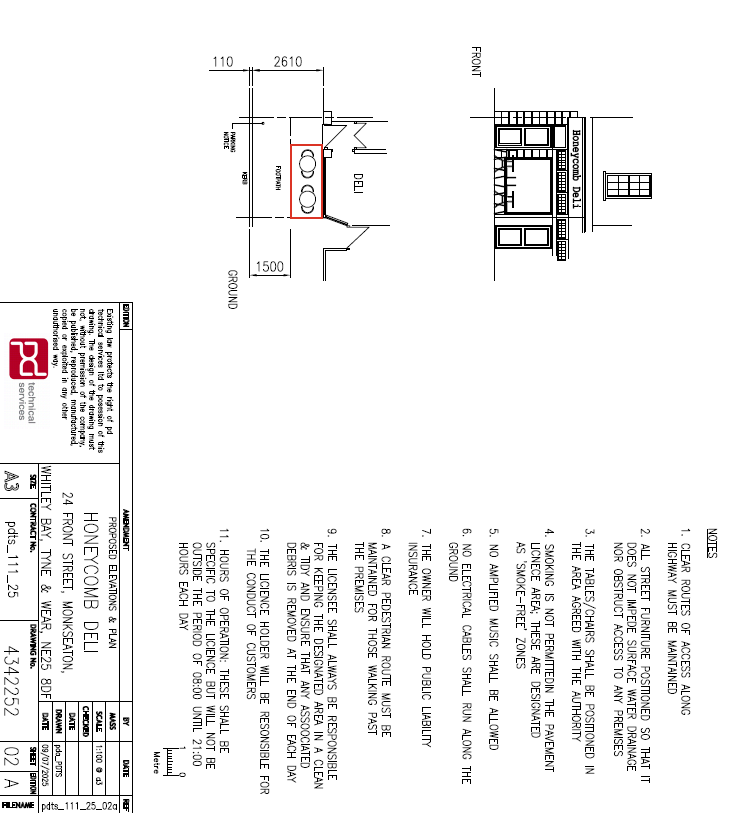 FRONT
Honeycomb Deli
110
2610
PARKING
NOTICE
KERB
FOOTPATH
DELI
1500
GROUND
NOTES
1. CLEAR ROUTES OF ACCESS ALONG
HIGHWAY MUST BE MAINTAINED
2. ALL STREET FURNITURE POSITIONED SO THAT IT
DOES NOT IMPEDE SURFACE WATER DRAINAGE
NOR OBSTRUCT ACCESS TO ANY PREMISES
3. THE TABLES/CHAIRS SHALL BE POSITIONED IN
THE AREA AGREED WITH THE AUTHORITY
4. SMOKING IS NOT PERMITTEDIN THE PAVEMENT
LICNECE AREA; THESE ARE DESIGNATED
AS 'SMOKE-FREE' ZONES
5. NO AMPLIFIED MUSIC SHALL BE ALLOWED
6. NO ELECTRICAL CABLES SHALL RUN ALONG THE
GROUND
7. THE OWNER WILL HOLD PUBLIC LIABILITY
INSURANCE
8. A CLEAR PEDESTRIAN ROUTE MUST BE
MAINTAINED FOR THOSE WALKING PAST
THE PREMISES
9. THE LICENSEE SHALL ALWAYS BE RESPONSIBLE
FOR KEEPING THE DESIGNATED AREA IN A CLEAN
& TIDY AND ENSURE THAT ANY ASSOOCIATED
DEBRIS IS REMOVED AT THE END OF EACH DAY
10. THE LICIENCE HOLDER WILL BE RESONSIBLE FOR
THE CONDUCT OF CUSTOMERS
11. HOURS OF OPERATION: THESE SHALL BE
SPECIFIC TO THE LICENCE BUT WILL NOT BE
OUTSIDE THE PERIOD OF 08:00 UNTIL 21:00
HOURS EACH DAY
1 0
Metre
EDITION
AMENDMENT
BY
DATE
REF
Existing law protects the right of pd
technical services ltd to posession of this
drawing. The design of the drawing must
not, without premission of the company,
be published, reproduced, manufactured,
copied or exploited in any other
unauthorised way.
pd technical
services
PROPOSED ELEVATIONS & PLAN
HONEYCOMB DELI
24 FRONT STREET, MONKSEATON,
WHITLEY BAY, TYNE & WEAR, NE25 8DF
MASS
SCALE 1:100 @ a3
CHECKED
DATE
DRAWN pda_PDTS
DATE 09/07/2025
SIZE A3
CONTRACT No. pdts_111_25
DRAWING No. 4342252
SHEET 02
EDITION A
FILENAME pdts_111_25_02a